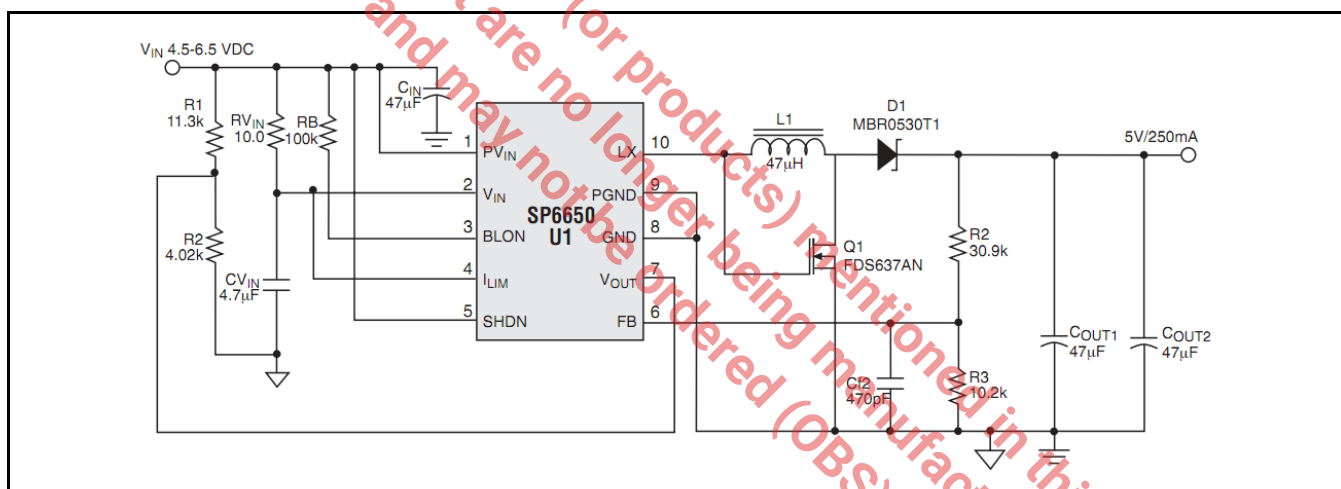 VIN 4.5-6.5 VDC
R1
11.3k
RVIN
10.0
RB
100k
CIN
47µF
R2
4.02k
CVIN
4.7µF
1
PVIN
2
VIN
3
BLON
4
ILIM
5
SHDN
SP6650
U1
LX
10
PGND
9
GND
8
VOUT
7
FB
6
L1
47µH
D1
MBR0530T1
5V/250mA
Q1
FDS637AN
R2
30.9k
CI2
470pF
R3
10.2k
COUT1
47µF
COUT2
47µF
(or products) mentioned in thi
are no longer being manufac
and may not be ordered (OBS)